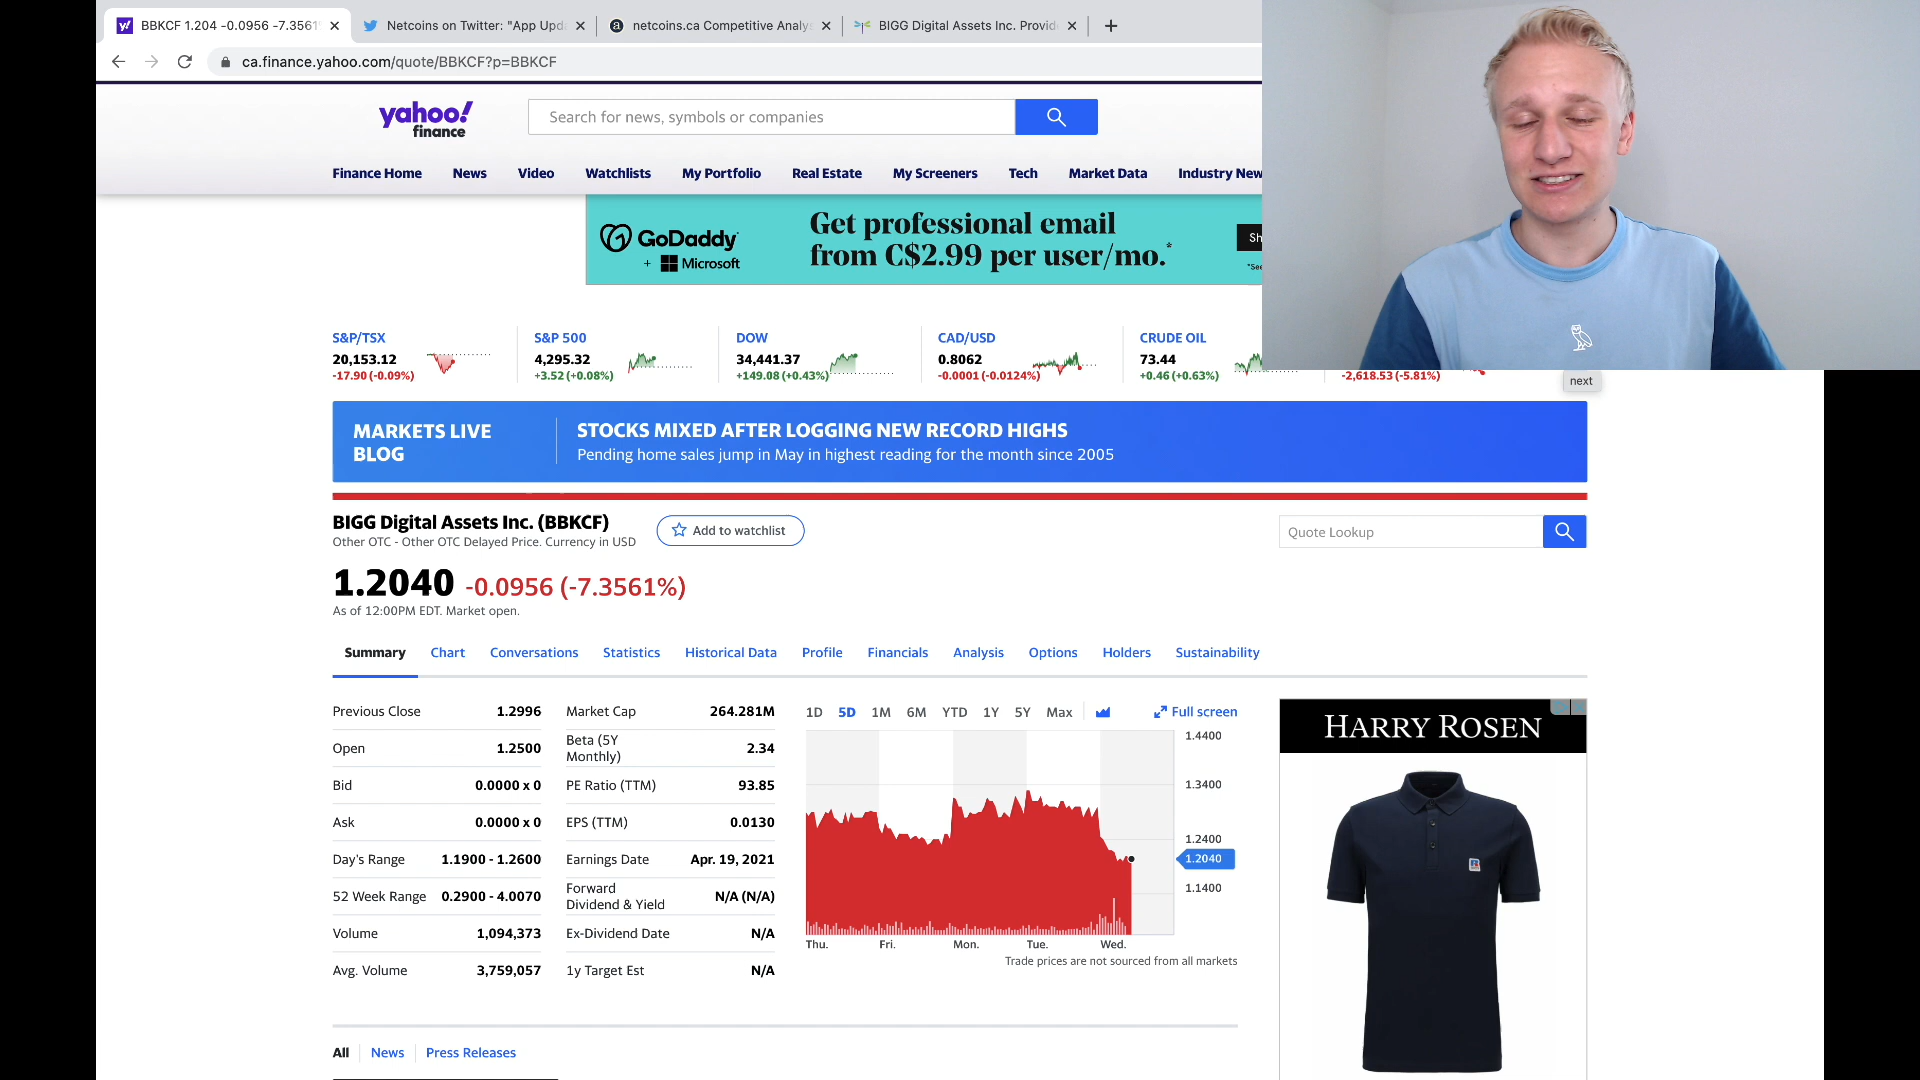 BBKCF 1.204 -0.0956 -7.3561
Netcoins on Twitter: "App Upd
netcoins.ca Competitive Analy
BIGG Digital Assets Inc. Provid
ca.finance.yahoo.com/quote/BBKCF?p=BBKCF
yahoo!
finance
Search for news, symbols or companies
Finance Home News Video Watchlists My Portfolio Real Estate My Screeners Tech Market Data Industry New
GoDaddy
+ Microsoft
Get professional email
from C$2.99 per user/mo.*
Sh
*See
S&P/TSX
20,153.12
-17.90 (-0.09%)
S&P 500
4,295.32
+3.52 (+0.08%)
DOW
34,441.37
+149.08 (+0.43%)
CAD/USD
0.8062
-0.0001 (-0.0124%)
CRUDE OIL
73.44
+0.46 (+0.63%)
-2,618.53 (-5.81%)
next
MARKETS LIVE
BLOG
STOCKS MIXED AFTER LOGGING NEW RECORD HIGHS
Pending home sales jump in May in highest reading for the month since 2005
BIGG Digital Assets Inc. (BBKCF)
Other OTC - Other OTC Delayed Price. Currency in USD
Add to watchlist
Quote Lookup
1.2040 -0.0956 (-7.3561%)
As of 12:00PM EDT. Market open.
Summary Chart Conversations Statistics Historical Data Profile Financials Analysis Options Holders Sustainability
Previous Close 1.2996
Open 1.2500
Bid 0.0000 x 0
Ask 0.0000 x 0
Day's Range 1.1900 - 1.2600
52 Week Range 0.2900 - 4.0070
Volume 1,094,373
Avg. Volume 3,759,057
Market Cap 264.281M
Beta (5Y
Monthly) 2.34
PE Ratio (TTM) 93.85
EPS (TTM) 0.0130
Earnings Date Apr. 19, 2021
Forward
Dividend & Yield N/A (N/A)
Ex-Dividend Date N/A
1y Target Est N/A
1D 5D 1M 6M YTD 1Y 5Y Max Full screen
1.4400
1.3400
1.2400
1.2040
1.1400
Thu. Fri. Mon. Tue. Wed.
Trade prices are not sourced from all markets
HARRY ROSEN
All News Press Releases